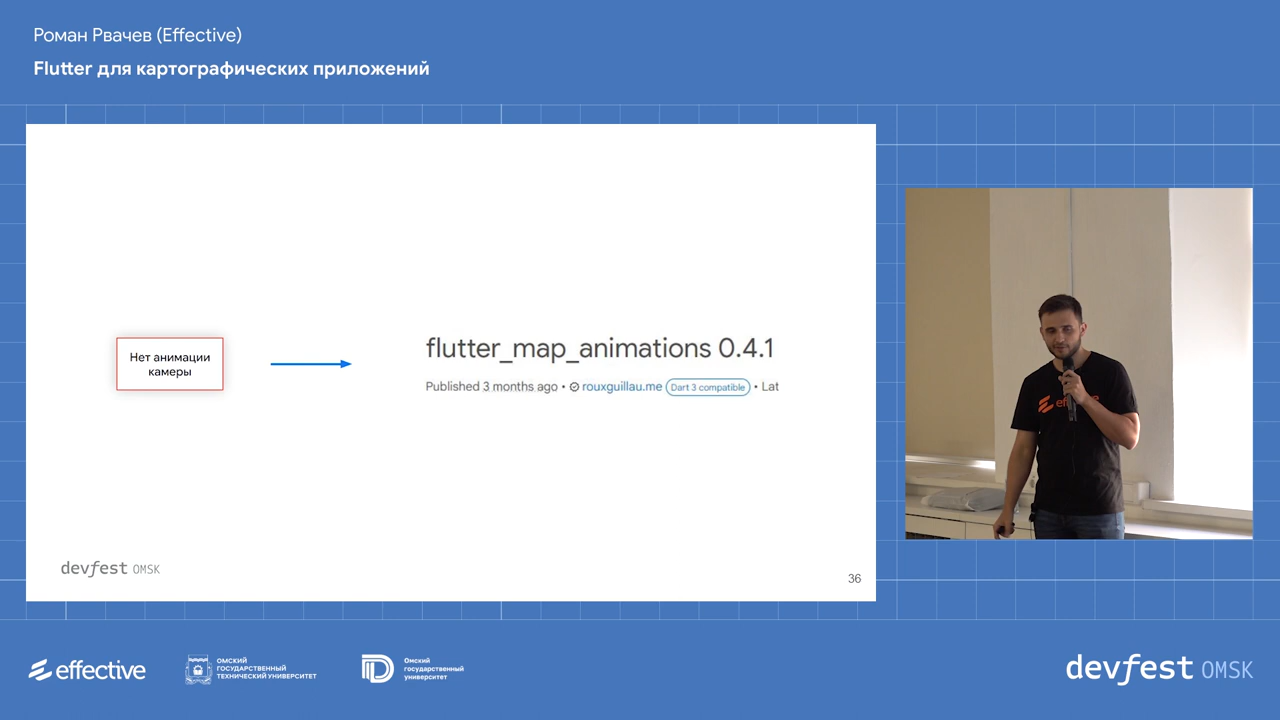 Роман Рвачев (Effective)
Flutter для картографических приложений
Нет анимации
камеры
flutter_map_animations 0.4.1
Published 3 months ago • rouxguillau.me Dart 3 compatible • Lat
devfest OMSK
36
effective
ОМСКИЙ
ГОСУДАРСТВЕННЫЙ
ТЕХНИЧЕСКИЙ УНИВЕРСИТЕТ
Омский
государственный
университет
devfest OMSK